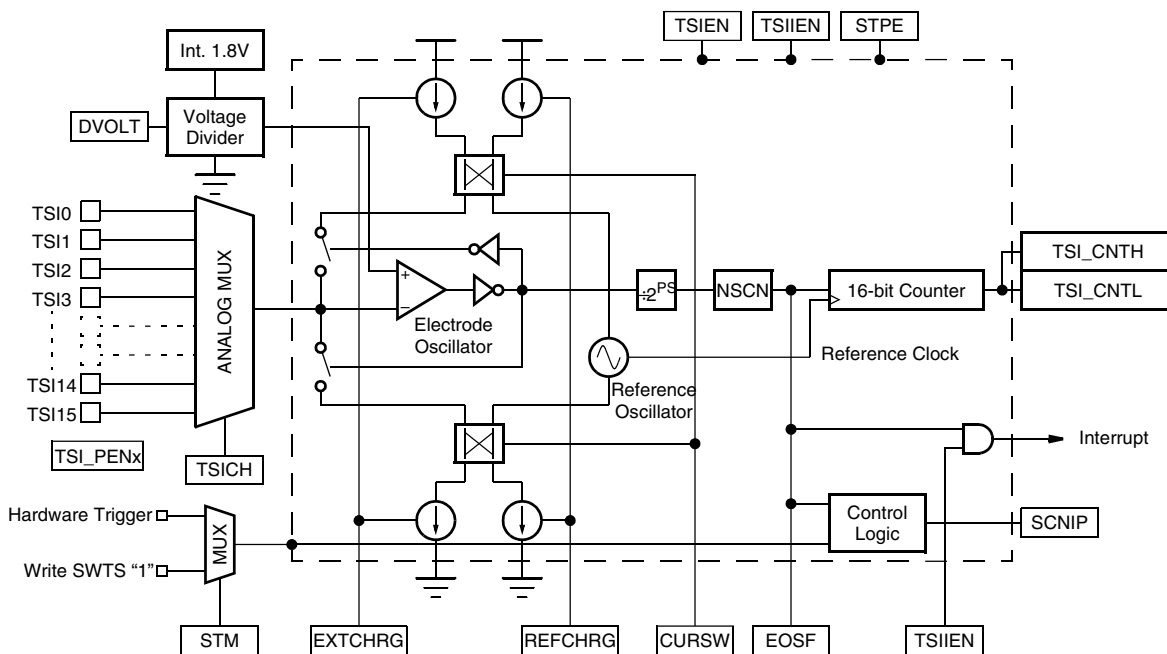 TSIEN
TSIIEN
STPE
Int. 1.8V
DVOLT
Voltage
Divider
TSI0
TSI1
TSI2
TSI3
TSI14
TSI15
ANALOG MUX
+
−
Electrode
Oscillator
÷2PS
NSCN
16-bit Counter
TSI_CNTH
TSI_CNTL
Reference Clock
Reference
Oscillator
TSI_PENx
TSICH
Interrupt
Hardware Trigger
MUX
Write SWTS “1”
Control
Logic
SCNIP
STM
EXTCHRG
REFCHRG
CURSW
EOSF
TSIIEN